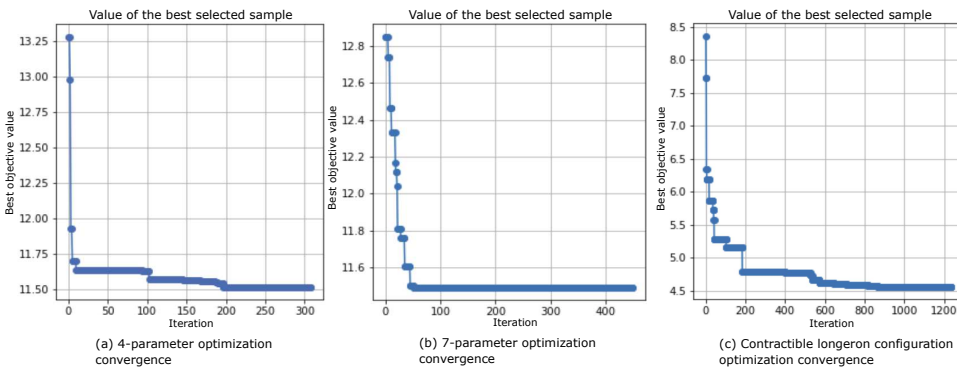 Value of the best selected sample
13.25
13.00
12.75
12.50
12.25
12.00
11.75
11.50
Best objective value
0 50 100 150 200 250 300
Iteration
(a) 4-parameter optimization
convergence
Value of the best selected sample
12.8
12.6
12.4
12.2
12.0
11.8
11.6
Best objective value
0 100 200 300 400
Iteration
(b) 7-parameter optimization
convergence
Value of the best selected sample
8.5
8.0
7.5
7.0
6.5
6.0
5.5
5.0
4.5
Best objective value
0 200 400 600 800 1000 1200
Iteration
(c) Contractible longeron configuration
optimization convergence